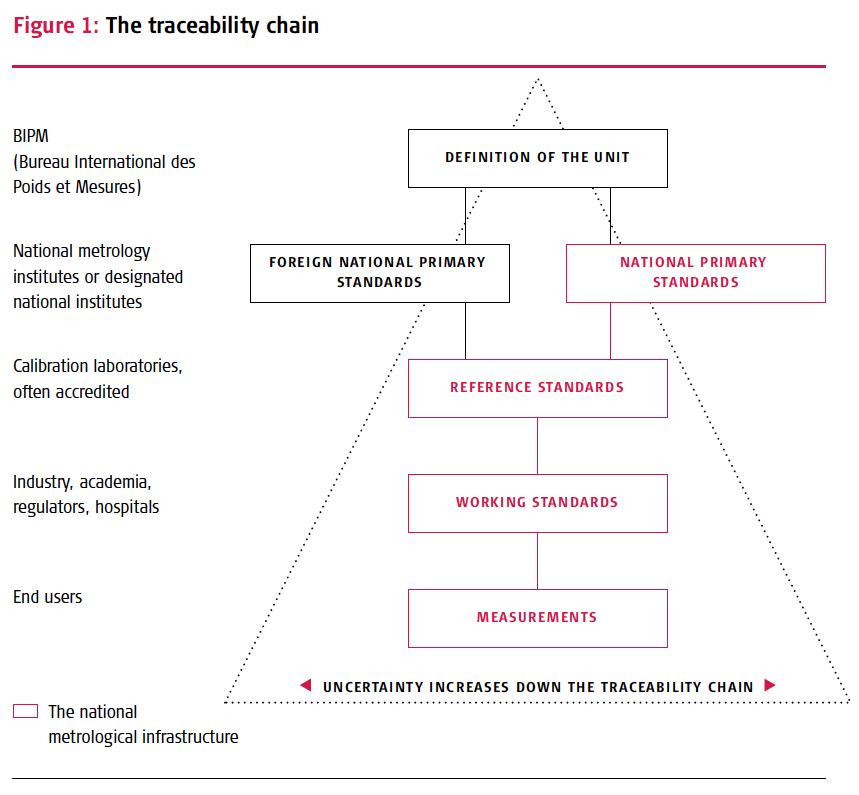 Figure 1: The traceability chain
BIPM
(Bureau International des
Poids et Mesures)
DEFINITION OF THE UNIT
National metrology
institutes or designated
national institutes
FOREIGN NATIONAL PRIMARY
STANDARDS
NATIONAL PRIMARY
STANDARDS
Calibration laboratories,
often accredited
REFERENCE STANDARDS
Industry, academia,
regulators, hospitals
WORKING STANDARDS
End users
MEASUREMENTS
UNCERTAINTY INCREASES DOWN THE TRACEABILITY CHAIN
The national
metrological infrastructure